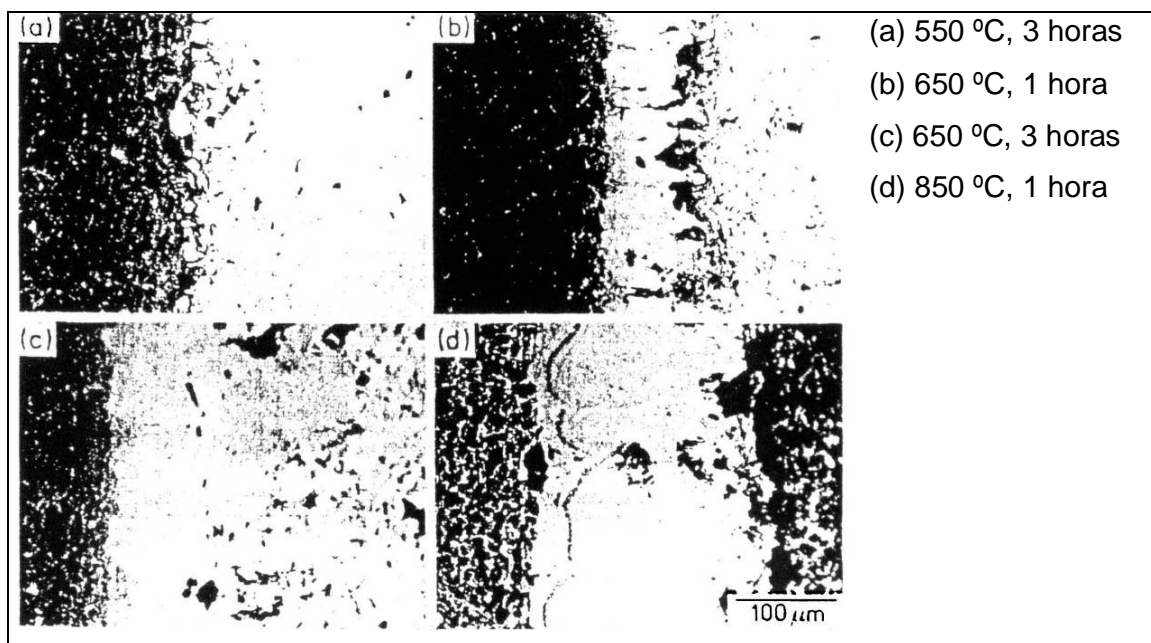 (a)
(b)
(a) 550 ºC, 3 horas
(b) 650 ºC, 1 hora
(c) 650 ºC, 3 horas
(d) 850 ºC, 1 hora
(c)
(d)
100 μm